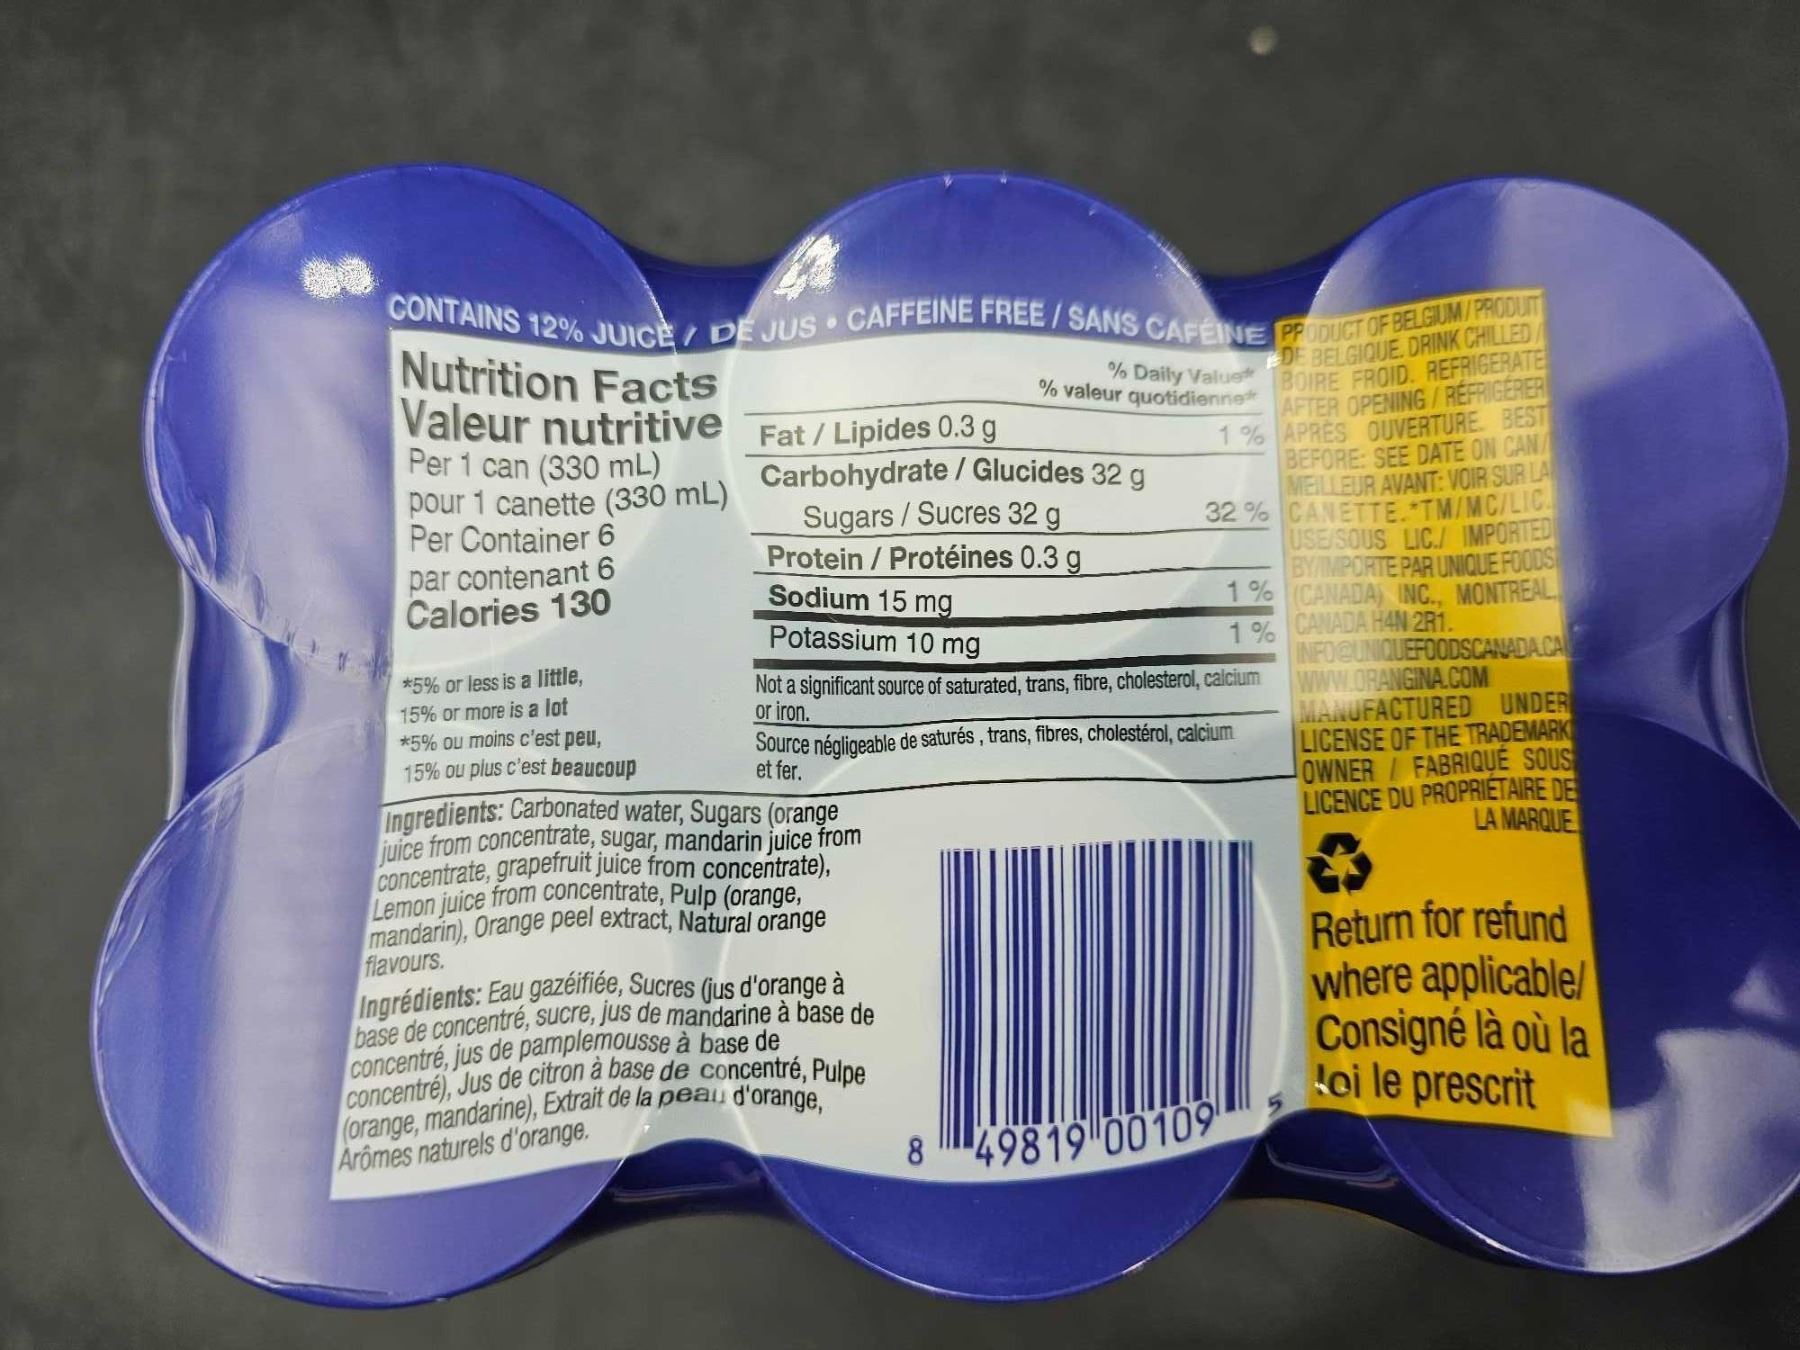 CONTAINS 12% JUICE / DE JUS • CAFFEINE FREE / SANS CAFÉINE
Nutrition Facts
Valeur nutritive
Per 1 can (330 mL)
pour 1 canette (330 mL)
Per Container 6
par contenant 6
Calories 130
*5% or less is a little,
15% or more is a lot
*5% ou moins c'est peu,
15% ou plus c'est beaucoup
% Daily Value*
% valeur quotidienne*
Fat / Lipides 0.3 g 1 %
Carbohydrate / Glucides 32 g
Sugars / Sucres 32 g 32 %
Protein / Protéines 0.3 g
Sodium 15 mg 1 %
Potassium 10 mg 1 %
Not a significant source of saturated, trans, fibre, cholesterol, calcium
or iron.
Source négligeable de saturés , trans, fibres, cholestérol, calcium
et fer.
Ingredients: Carbonated water, Sugars (orange
juice from concentrate, sugar, mandarin juice from
concentrate, grapefruit juice from concentrate),
Lemon juice from concentrate, Pulp (orange,
mandarin), Orange peel extract, Natural orange
flavours.
Ingrédients: Eau gazéifiée, Sucres (jus d'orange à
base de concentré, sucre, jus de mandarine à base de
concentré, jus de pamplemousse à base de
concentré), Jus de citron à base de concentré, Pulpe
(orange, mandarine), Extrait de la peau d'orange,
Arômes naturels d'orange.
8 49819 00109 5
PRODUCT OF BELGIUM / PRODUIT
DE BELGIQUE. DRINK CHILLED /
BOIRE FROID. REFRIGERATE
AFTER OPENING / RÉFRIGÉRER
APRÈS OUVERTURE. BEST
BEFORE: SEE DATE ON CAN /
MEILLEUR AVANT: VOIR SUR LA
CANETTE. *TM/MC/LIC.
USE/SOUS LIC./ IMPORTED
BY/IMPORTE PAR UNIQUE FOODS
(CANADA) INC., MONTREAL,
CANADA H4N 2R1.
INFO@UNIQUEFOODSCANADA.CA
WWW.ORANGINA.COM
MANUFACTURED UNDER
LICENSE OF THE TRADEMARK
OWNER / FABRIQUÉ SOUS
LICENCE DU PROPRIÉTAIRE DE
LA MARQUE.
Return for refund
where applicable/
Consigné là où la
loi le prescrit